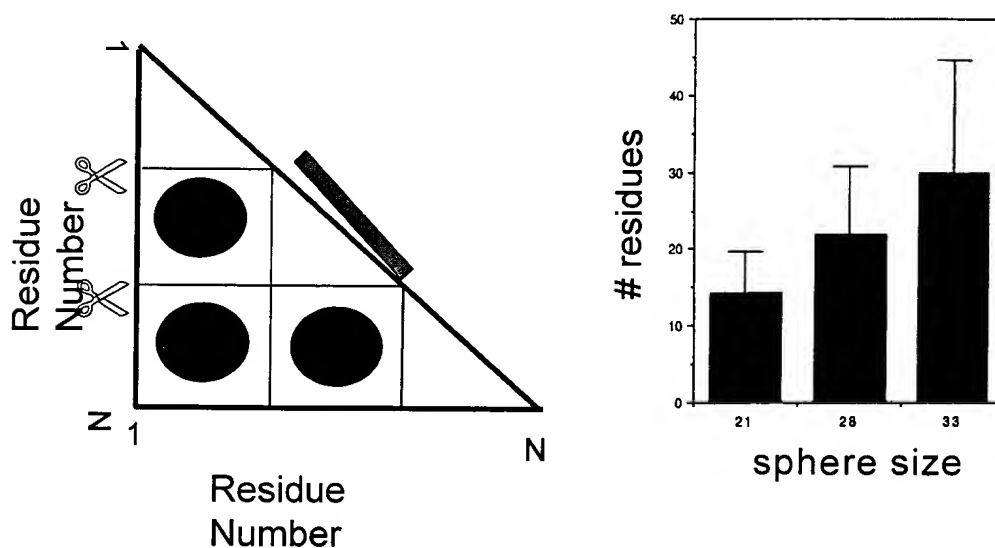 1
Residue
Number
N
1
N
Residue
Number
50
40
30
20
10
0
# residues
21
28
33
sphere size